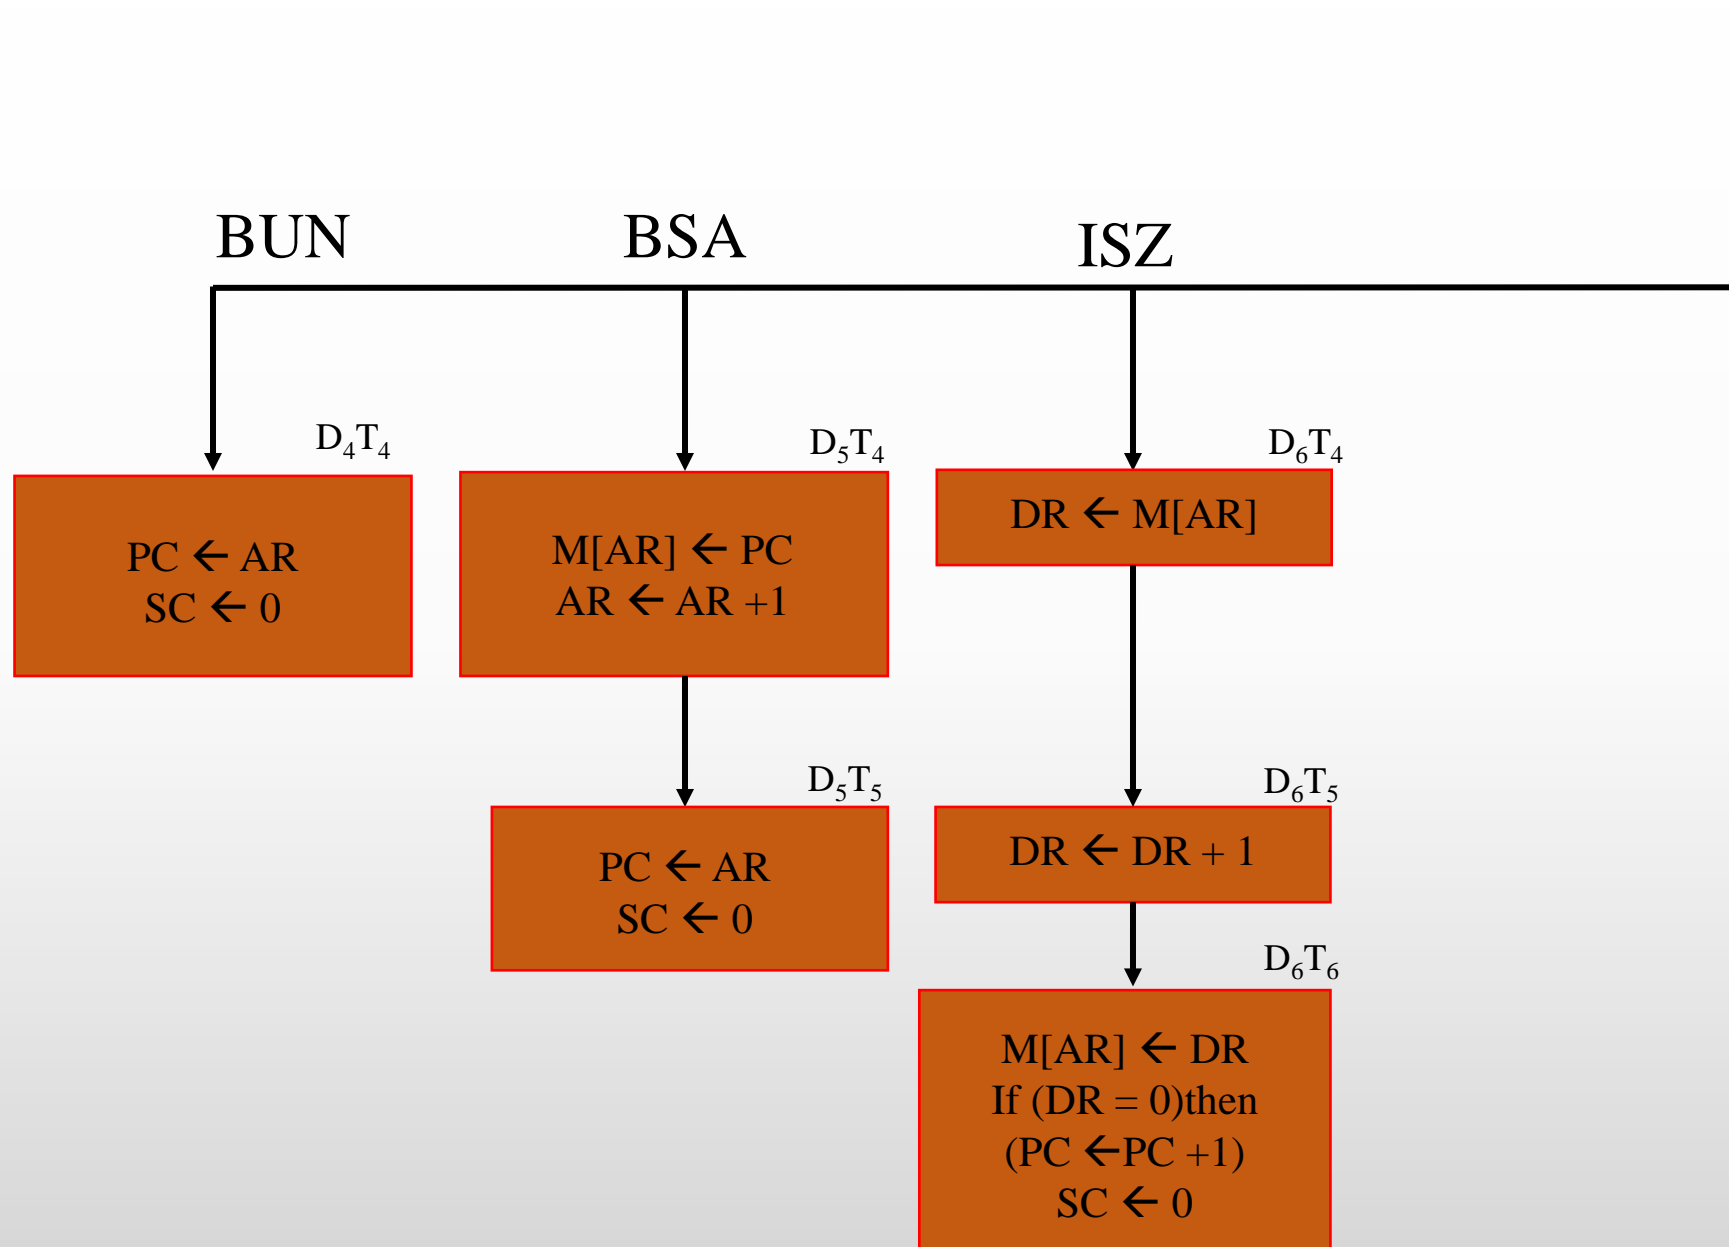 BUN
BSA
ISZ
D₄T₄
D₅T₄
D₆T₄
PC ← AR
SC ← 0
M[AR] ← PC
AR ← AR +1
DR ← M[AR]
D₅T₅
D₆T₅
PC ← AR
SC ← 0
DR ← DR + 1
D₆T₆
M[AR] ← DR
If (DR = 0)then
(PC ←PC +1)
SC ← 0